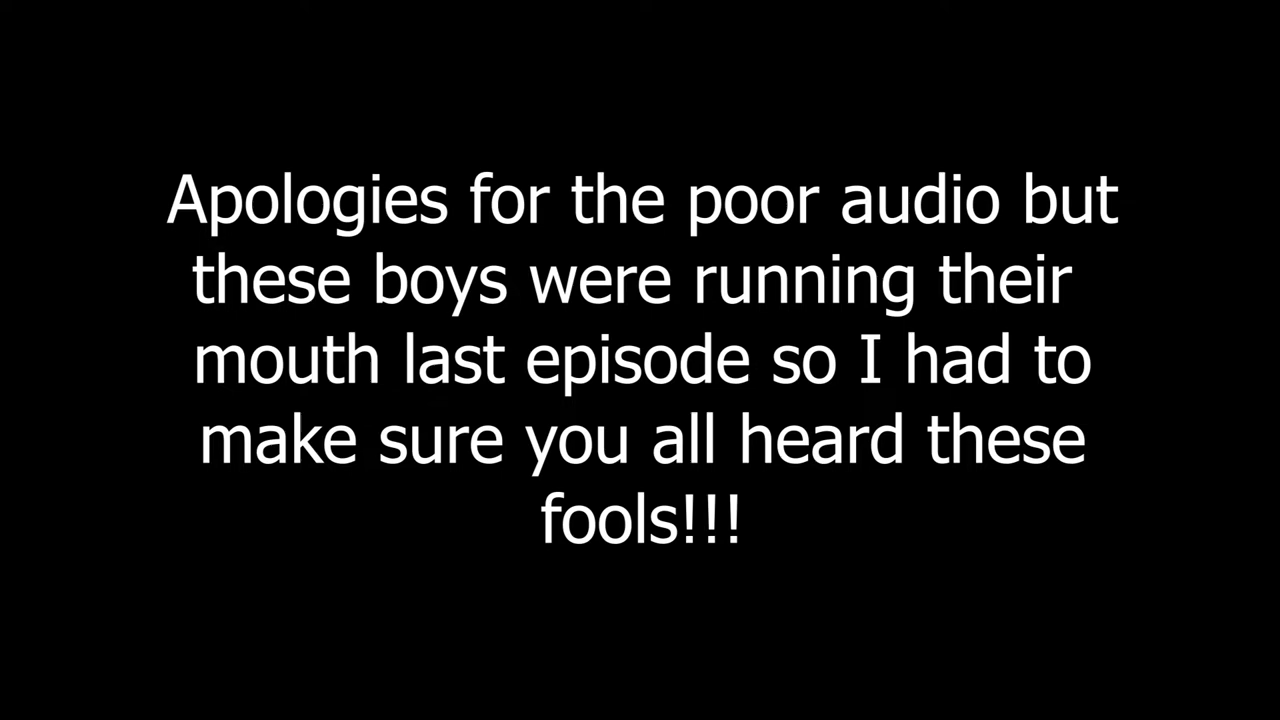 Apologies for the poor audio but
these boys were running their
mouth last episode so I had to
make sure you all heard these
fools!!!